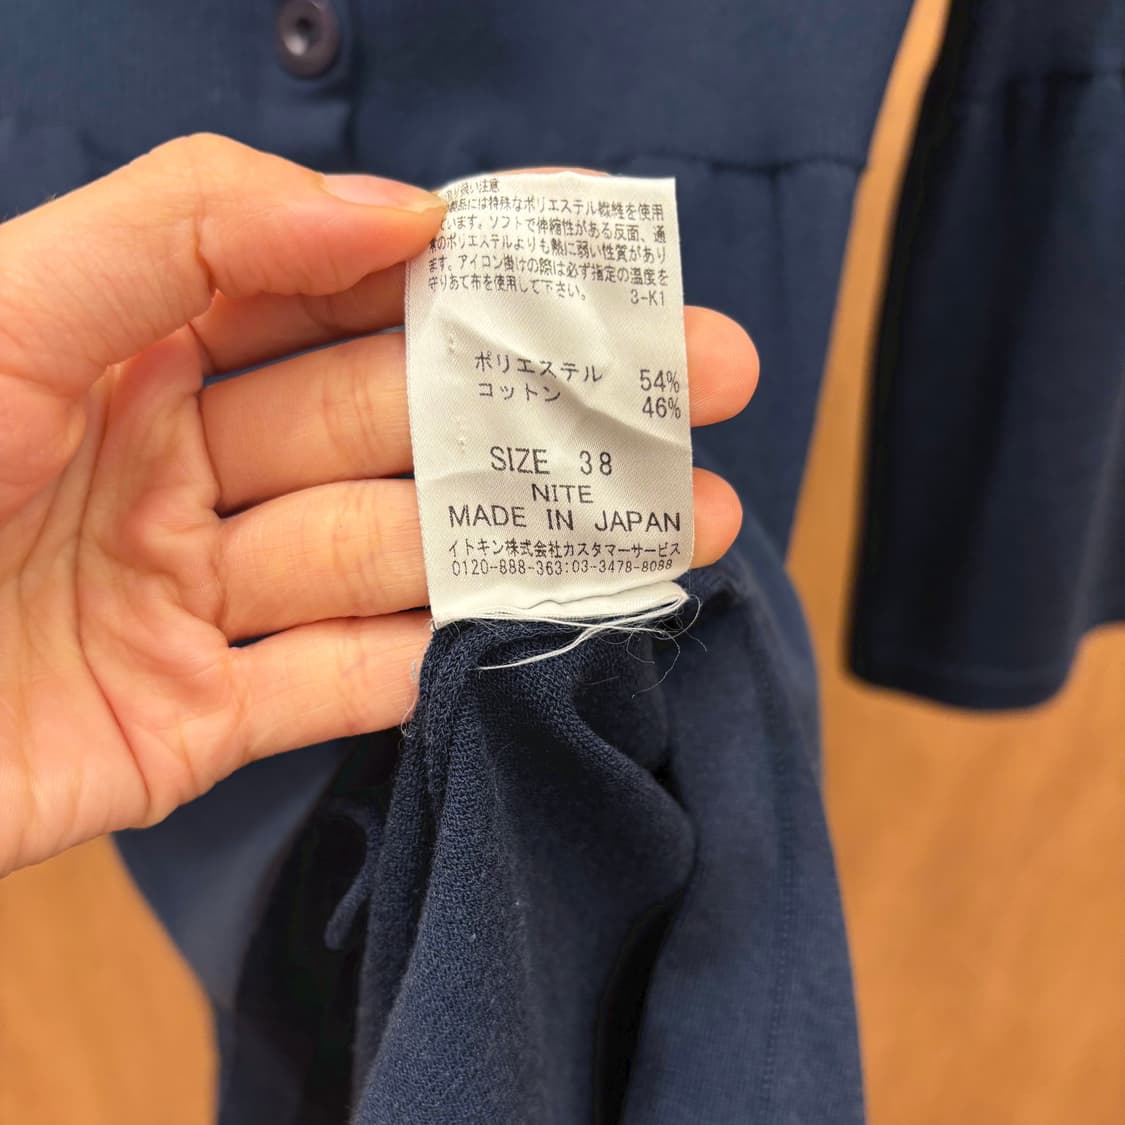 り扱い注意
製品には特殊なポリエステル繊維を使用
ています。ソフトで伸縮性がある反面、通
常のポリエステルよりも熱に弱い性質があり
ます。アイロン掛けの際は必ず指定の温度を
守りあて布を使用して下さい。 3-K1
ポリエステル 54%
コットン 46%
SIZE 38
NITE
MADE IN JAPAN
イトキン株式会社カスタマーサービス
0120-888-363:03-3478-8088